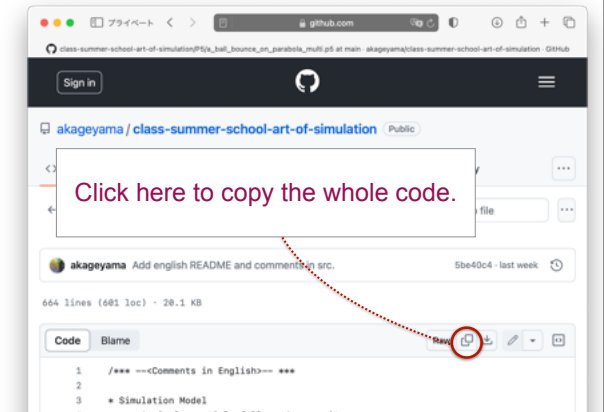 プライベート
github.com
class-summer-school-art-of-simulation/P5/a_ball_bounce_on_parabola_multi.p5 at main · akageyama/class-summer-school-art-of-simulation · GitHub
Sign in
akageyama / class-summer-school-art-of-simulation Public
Click here to copy the whole code.
file
akageyama Add english README and comments in src.
5be40c4 · last week
664 lines (601 loc) · 20.1 KB
Code Blame
Raw
1 /*** --<Comments in English>-- ***
2
3 * Simulation Model